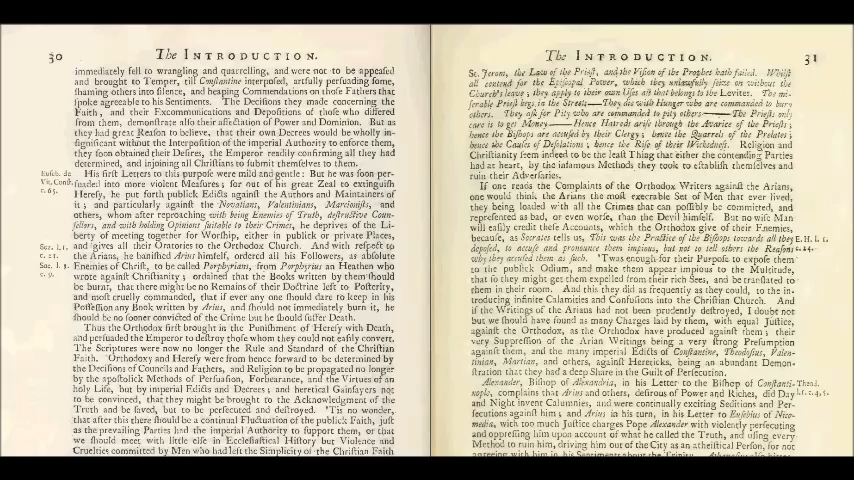 30
The INTRODUCTION.
immediately fell to wrangling and quarrelling, and were not to be appeased
and brought to Temper, till Constantine interposed, artfully persuading some,
shaming others into silence, and heaping Commendations on those Fathers that
spoke agreeable to his Sentiments. The Decisions they made concerning the
Faith, and their Excommunications and Depositions of those who differed
from them, demonstrate also their affectation of Power and Dominion. But as
they had great Reason to believe, that their own Decrees would be wholly in-
significant without the Interposition of the imperial Authority to enforce them,
they soon obtained their Desires, the Emperor readily confirming all they had
determined, and injoining all Christians to submit themselves to them.
Euseb. de
Vit. Const.
c. 65.
His first Letters to this purpose were mild and gentle: But he was soon per-
suaded into more violent Measures; for out of his great Zeal to extinguish
Heresy, he put forth publick Edicts against the Authors and Maintainers of
it; and particularly against the Novatians, Valentinians, Marcionists, and
others, whom after reproaching with being Enemies of Truth, destructive Coun-
sellors, and with holding Opinions suitable to their Crimes, he deprives of the Li-
berty of meeting together for Worship, either in publick or private Places,
and gives all their Oratories to the Orthodox Church. And with respect to
the Arians, he banished Arius himself, ordered all his Followers, as absolute
Enemies of Christ, to be called Porphyrians, from Porphyrius an Heathen who
wrote against Christianity; ordained that the Books written by them should
be burnt, that there might be no Remains of their Doctrine left to Posterity,
and most cruelly commanded, that if ever any one should dare to keep in his
Possession any Book written by Arius, and should not immediately burn it, he
should be no sooner convicted of the Crime but he should suffer Death.
Thus the Orthodox first brought in the Punishment of Heresy with Death,
and persuaded the Emperor to destroy those whom they could not easily convert.
The Scriptures were now no longer the Rule and Standard of the Christian
Faith. Orthodoxy and Heresy were from hence forward to be determined by
the Decisions of Councils and Fathers, and Religion to be propagated no longer
by the apostolick Methods of Persuasion, Forbearance, and the Virtues of an
holy Life, but by imperial Edicts and Decrees; and heretical Gainsayers not
to be convinced, that they might be brought to the Acknowledgment of the
Truth and be saved, but to be persecuted and destroyed. 'Tis no wonder,
that after this there should be a continual Fluctuation of the publick Faith, just
as the prevailing Parties had the imperial Authority to support them, or that
we should meet with little else in Ecclesiastical History but Violence and
Cruelties committed by Men who had left the Simplicity of the Christian Faith
The INTRODUCTION.
31
St. Jerom, the Law of the Priest, and the Vision of the Prophet hath failed. Whilst
all contend for the Episcopal Power, which they unlawfully seize on without the
Church's leave; they apply to their own Uses all that belongs to the Levites. The mi-
serable Priest begs in the Streets—They die with Hunger who are commanded to bury
others. They ask for Pity who are commanded to pity others—The Priests only
care is to get Money—Hence Hatreds arise through the Avarice of the Priests;
hence the Bishops are accused by their Clergy; hence the Quarrels of the Prelates;
hence the Causes of Desolations; hence the Rise of their Wickedness. Religion and
Christianity seem indeed to be the least Thing that either the contending Parties
had at heart, by the infamous Methods they took to establish themselves and
ruin their Adversaries.
If one reads the Complaints of the Orthodox Writers against the Arians,
one would think the Arians the most execrable Set of Men that ever lived,
they being loaded with all the Crimes that can possibly be committed, and
represented as bad, or even worse, than the Devil himself. But no wise Man
will easily credit these Accounts, which the Orthodox give of their Enemies,
because, as Socrates tells us, This was the Practice of the Bishops towards all they
deposed, to accuse and pronounce them impious, but not to tell others the Reasons
why they accused them as such. 'Twas enough for their Purpose to expose them
to the publick Odium, and make them appear impious to the Multitude,
that so they might get them expelled from their rich Sees, and be translated to
them in their room. And this they did as frequently as they could, to the in-
troducing infinite Calamities and Confusions into the Christian Church. And
if the Writings of the Arians had not been prudently destroyed, I doubt not
but we should have found as many Charges laid by them, with equal Justice,
against the Orthodox, as the Orthodox have produced against them; their
very Suppression of the Arian Writings being a very strong Presumption
against them, and the many imperial Edicts of Constantine, Theodosius, Valen-
tinian, Martian, and others, against Hereticks, being an abundant Demon-
stration that they had a deep Share in the Guilt of Persecution.
Alexander, Bishop of Alexandria, in his Letter to the Bishop of Constanti-
nople, complains that Arius and others, desirous of Power and Riches, did Day
and Night invent Calumnies, and were continually exciting Seditions and Per-
secutions against him; and Arius in his turn, in his Letter to Eusebius of Nico-
media, with too much Justice charges Pope Alexander with violently persecuting
and oppressing him upon account of what he called the Truth, and using every
Method to ruin him, driving him out of the City as an atheistical Person, for not